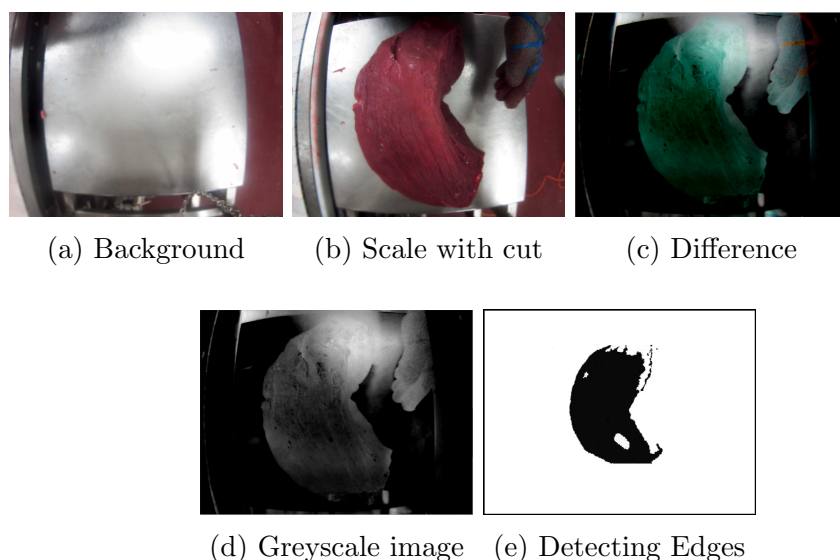 (a) Background
(b) Scale with cut
(c) Difference
(d) Greyscale image
(e) Detecting Edges